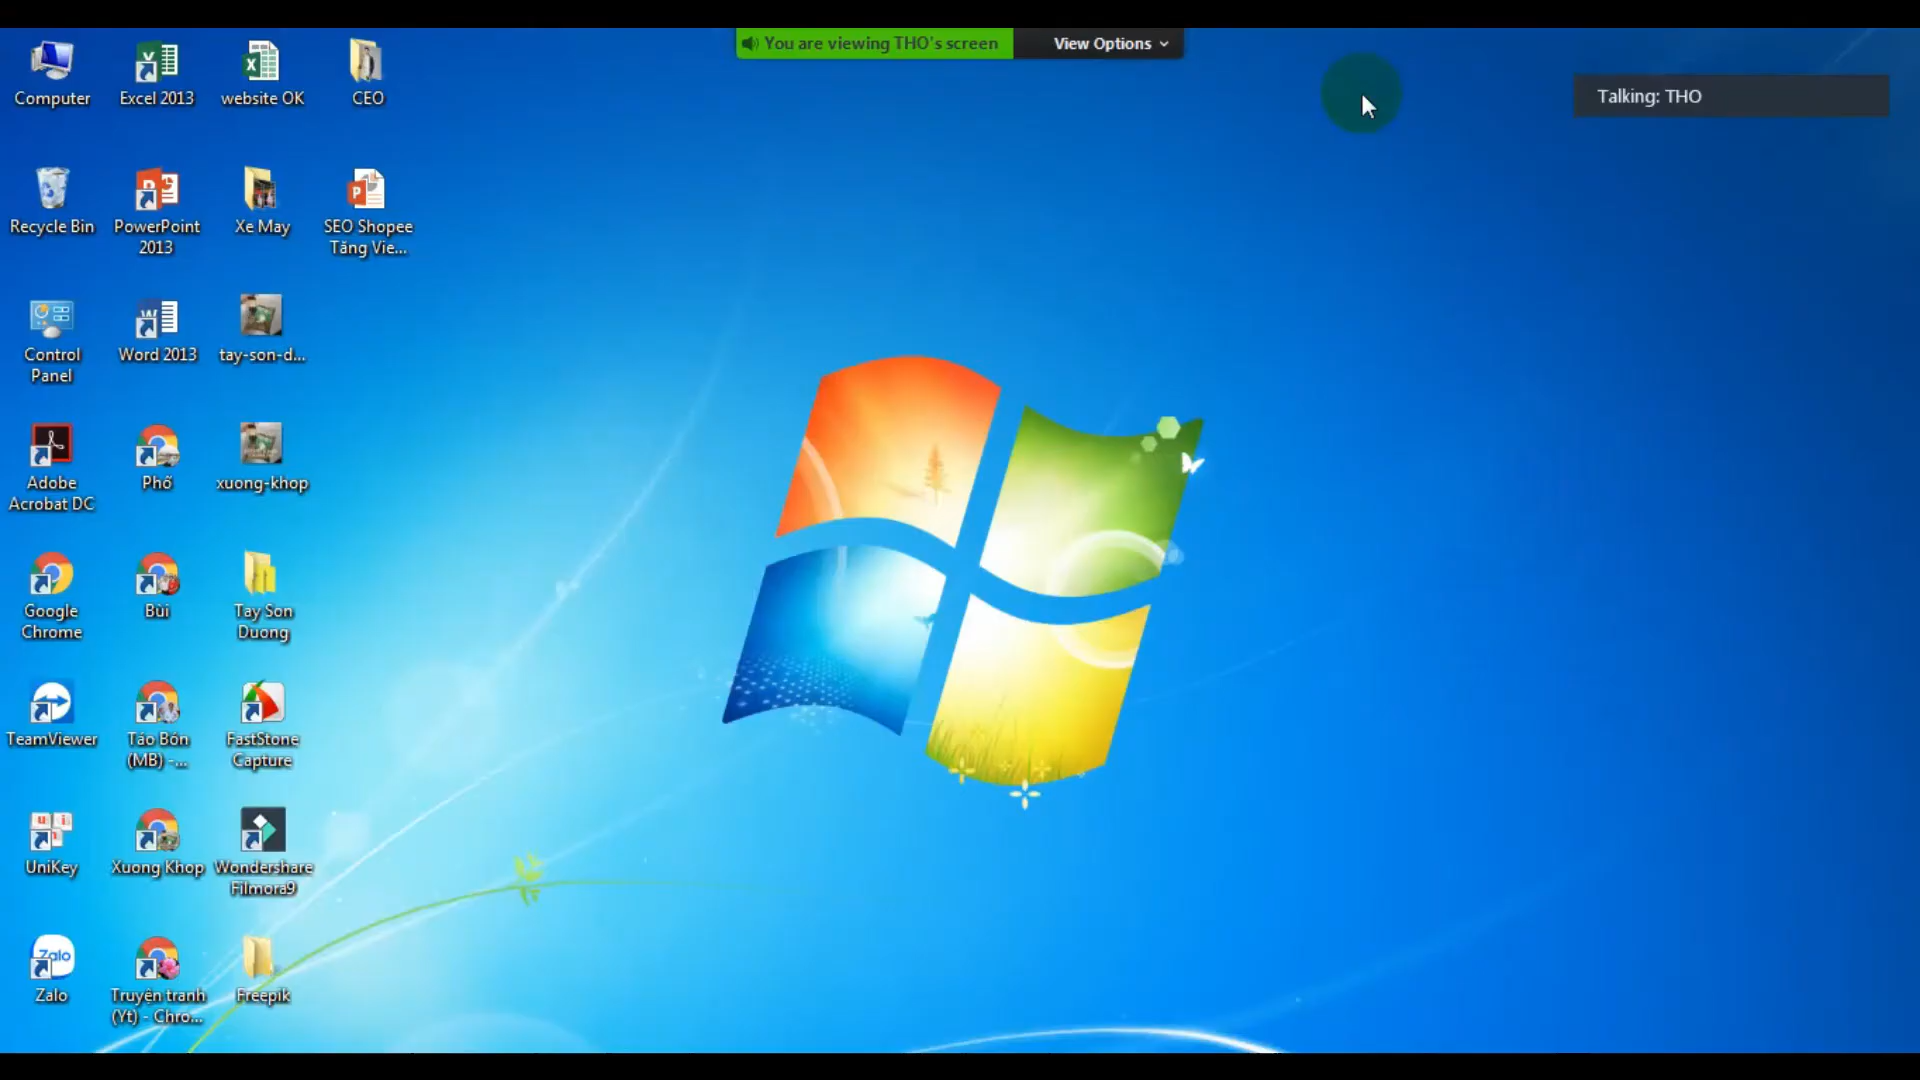 You are viewing THO's screen
View Options
Talking: THO
Computer
Excel 2013
website OK
CEO
Recycle Bin
PowerPoint
2013
Xe May
SEO Shopee
Tăng Vie...
Control
Panel
Word 2013
tay-son-d...
Adobe
Acrobat DC
Phố
xuong-khop
Google
Chrome
Bùi
Tay Son
Duong
TeamViewer
Táo Bón
(MB) -...
FastStone
Capture
UniKey
Xuong Khop
Wondershare
Filmora9
Zalo
Zalo
Truyện tranh
(Yt) - Chro...
Freepik